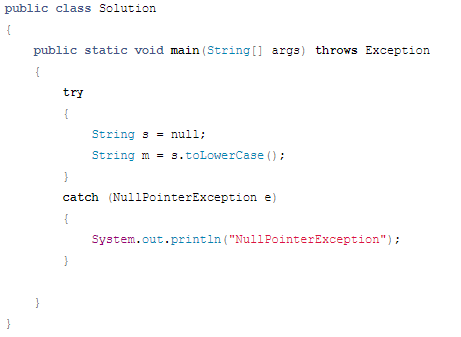 public class Solution
{
    public static void main(String[] args) throws Exception
    {
        try
        {
            String s = null;
            String m = s.toLowerCase();
        }
        catch (NullPointerException e)
        {
            System.out.println("NullPointerException");
        }
    }
}